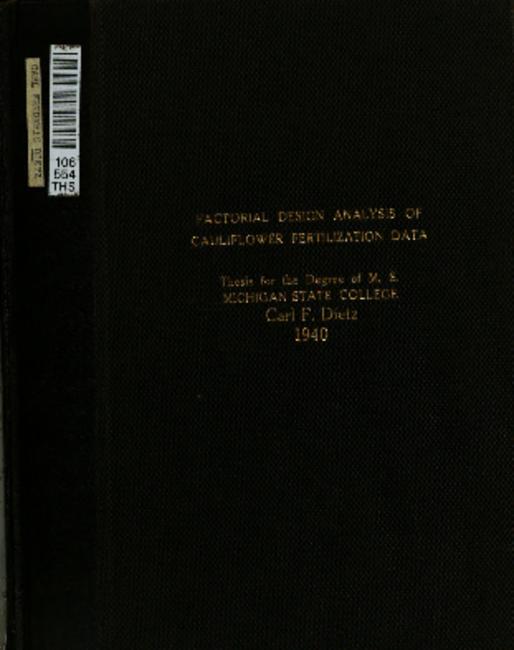 106
554
THS
FACTORIAL DESIGN ANALYSIS OF
CAULIFLOWER FERTILIZATION DATA
Thesis for the Degree of M. S.
MICHIGAN STATE COLLEGE
Carl F. Dietz
1940